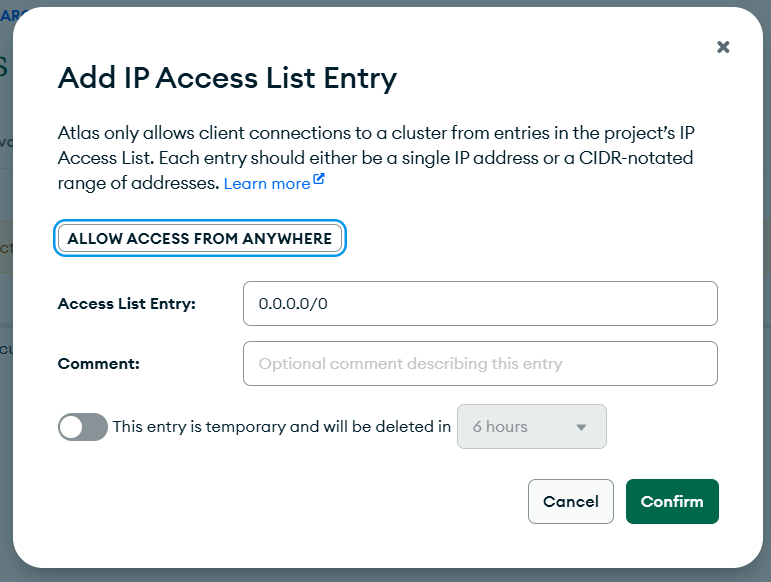 Add IP Access List Entry
Atlas only allows client connections to a cluster from entries in the project's IP
Access List. Each entry should either be a single IP address or a CIDR-notated
range of addresses. Learn more
ALLOW ACCESS FROM ANYWHERE
Access List Entry: 0.0.0.0/0
Comment: Optional comment describing this entry
This entry is temporary and will be deleted in 6 hours
Cancel Confirm